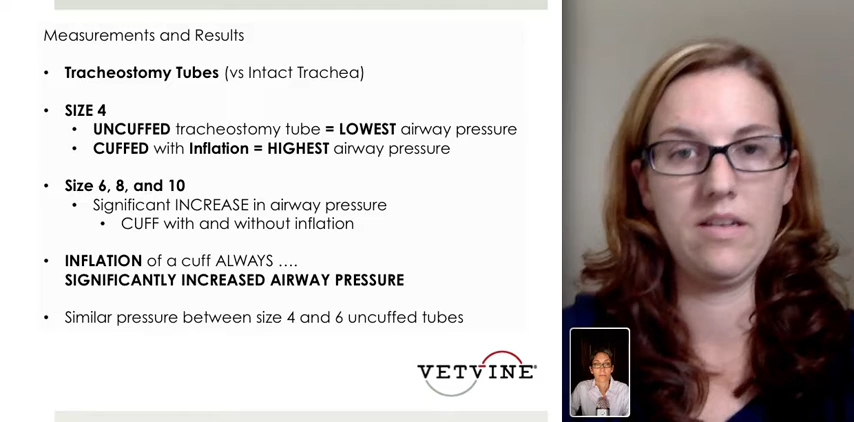 Measurements and Results
• Tracheostomy Tubes (vs Intact Trachea)
• SIZE 4
• UNCUFFED tracheostomy tube = LOWEST airway pressure
• CUFFED with Inflation = HIGHEST airway pressure
• Size 6, 8, and 10
• Significant INCREASE in airway pressure
• CUFF with and without inflation
• INFLATION of a cuff ALWAYS ....
SIGNIFICANTLY INCREASED AIRWAY PRESSURE
• Similar pressure between size 4 and 6 uncuffed tubes
VETVINE®